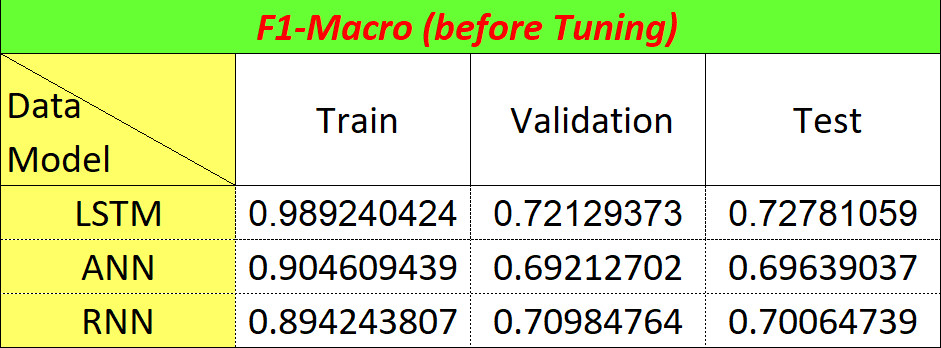 F1-Macro (before Tuning)
Data
Model
Train
Validation
Test
LSTM 0.989240424 0.72129373 0.72781059
ANN 0.904609439 0.69212702 0.69639037
RNN 0.894243807 0.70984764 0.70064739